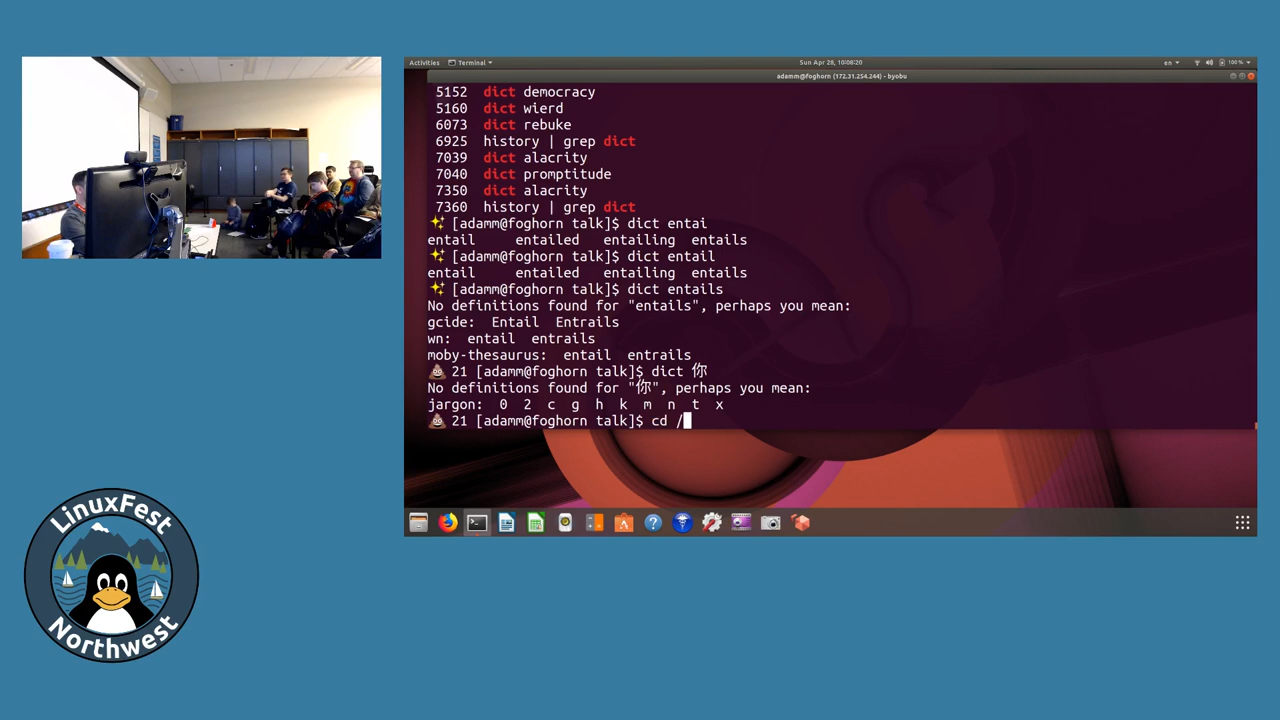 Activities Terminal Sun Apr 28, 10:08:20 en 100 %
adamm@foghorn (172.31.254.244) - byobu
5152 dict democracy
5160 dict wierd
6073 dict rebuke
6925 history | grep dict
7039 dict alacrity
7040 dict promptitude
7350 dict alacrity
7360 history | grep dict
✨ [adamm@foghorn talk]$ dict entai
entail entailed entailing entails
✨ [adamm@foghorn talk]$ dict entail
entail entailed entailing entails
✨ [adamm@foghorn talk]$ dict entails
No definitions found for "entails", perhaps you mean:
gcide: Entail Entrails
wn: entail entrails
moby-thesaurus: entail entrails
💩 21 [adamm@foghorn talk]$ dict 你
No definitions found for "你", perhaps you mean:
jargon: 0 2 c g h k m n t x
💩 21 [adamm@foghorn talk]$ cd /
LinuxFest
Northwest